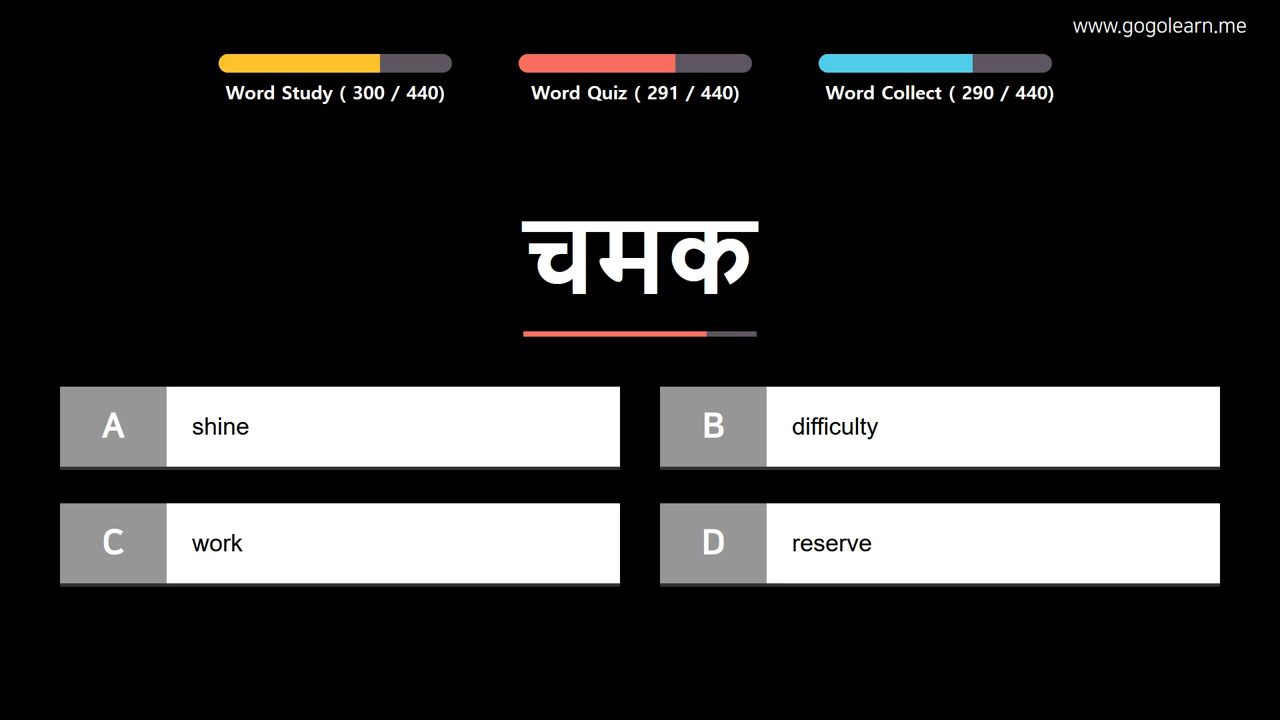 www.gogolearn.me
Word Study ( 300 / 440)
Word Quiz ( 291 / 440)
Word Collect ( 290 / 440)
चमक
A shine
B difficulty
C work
D reserve